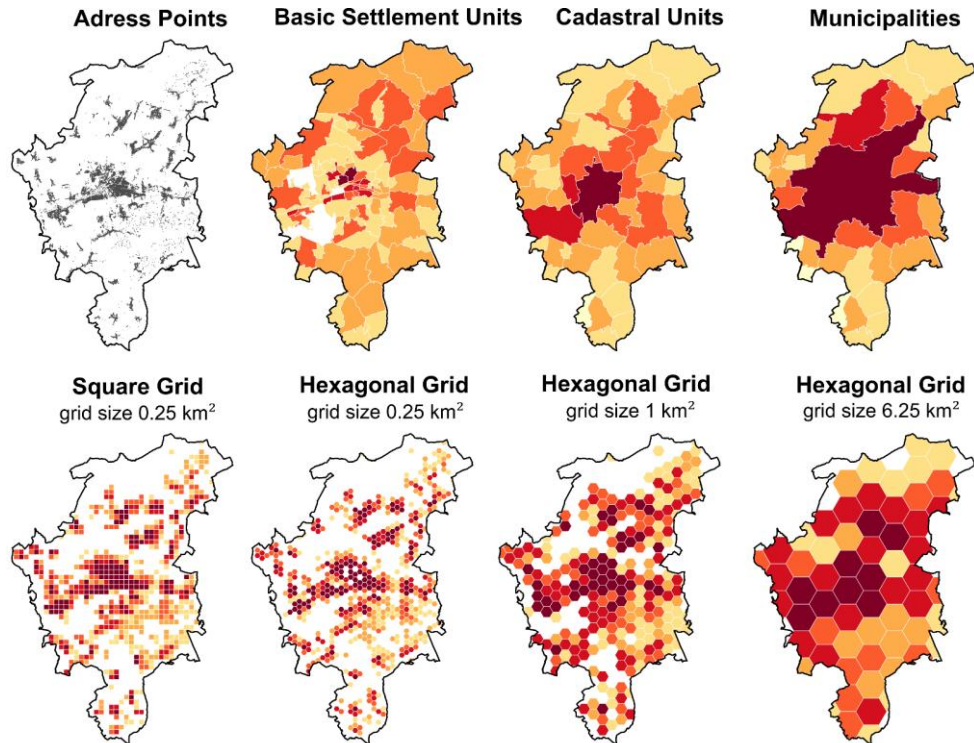 Adress Points
Basic Settlement Units
Cadastral Units
Municipalities
Square Grid
grid size 0.25 km²
Hexagonal Grid
grid size 0.25 km²
Hexagonal Grid
grid size 1 km²
Hexagonal Grid
grid size 6.25 km²